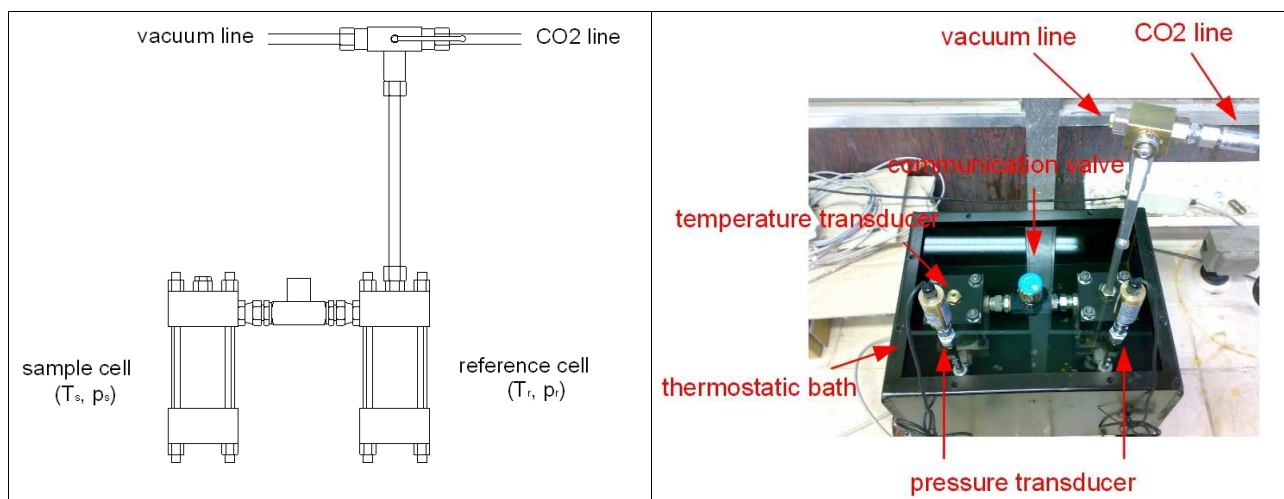 vacuum line
CO2 line
sample cell
(Ts, ps)
reference cell
(Tr, pr)
vacuum line
CO2 line
communication valve
temperature transducer
thermostatic bath
pressure transducer